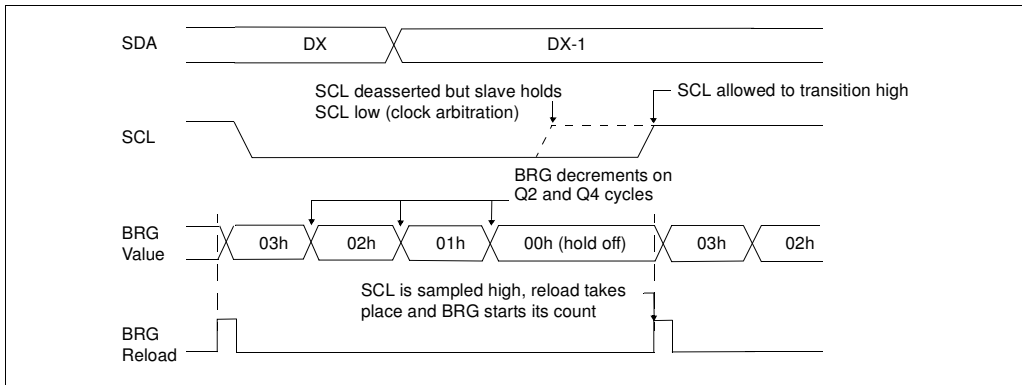 SDA
DX
DX-1
SCL deasserted but slave holds
SCL low (clock arbitration)
SCL allowed to transition high
SCL
BRG decrements on
Q2 and Q4 cycles
BRG
Value
03h
02h
01h
00h (hold off)
03h
02h
SCL is sampled high, reload takes
place and BRG starts its count
BRG
Reload